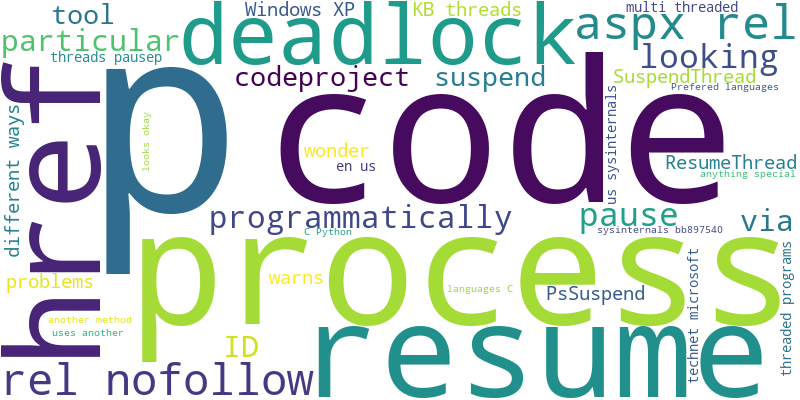 tool
Windows XP
KB threads
multi threaded
particular
deadlock
aspx rel
threads pausep
looking
codeproject
suspend
SuspendThread
Prefered languages
href
p
code
different ways
looks okay
wonder
en us
us sysinternals
ResumeThread
anything special
programmatically
pause
via
C Python
sysinternals bb897540
process
problems
warns
languages C
PsSuspend
technet microsoft
threaded programs
another method
uses another
ID
resume
rel nofollow